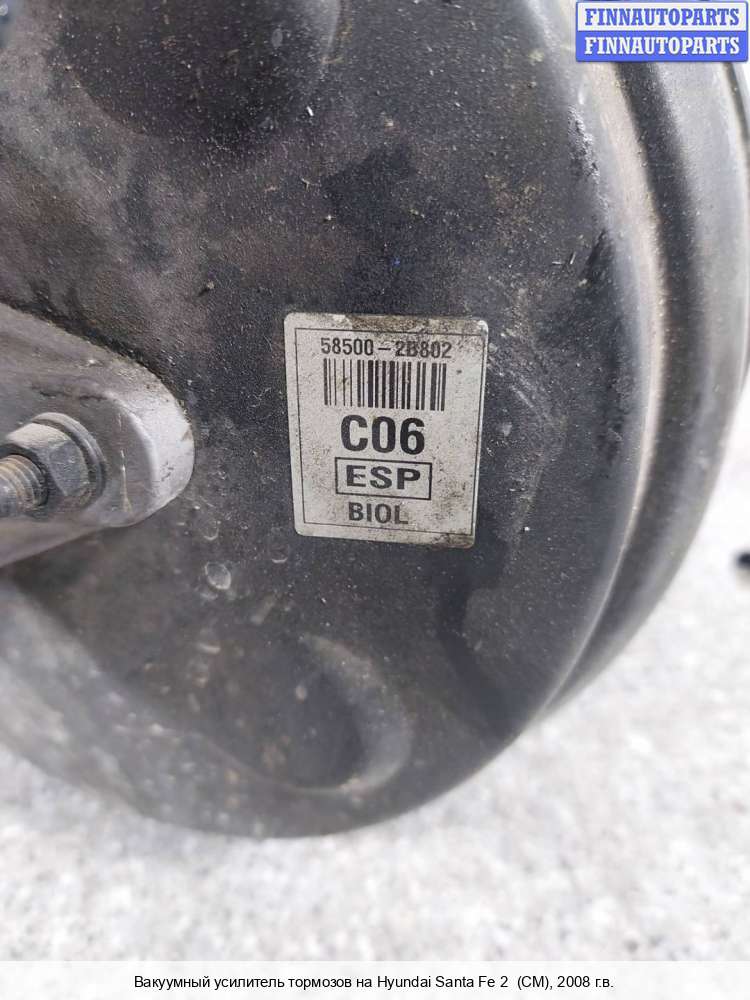 FINNAUTOPARTS
FINNAUTOPARTS
58500-2B802
C06
ESP
BIOL
Вакуумный усилитель тормозов на Hyundai Santa Fe 2 (CM), 2008 г.в.